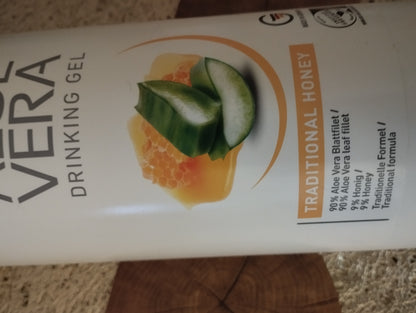 VERA
DRINKING GEL
TRADITIONAL HONEY
90% Aloe Vera Blattfilet /
90% Aloe Vera leaf fillet
9% Honig /
9% Honey
Traditionelle Formel /
Traditional formula